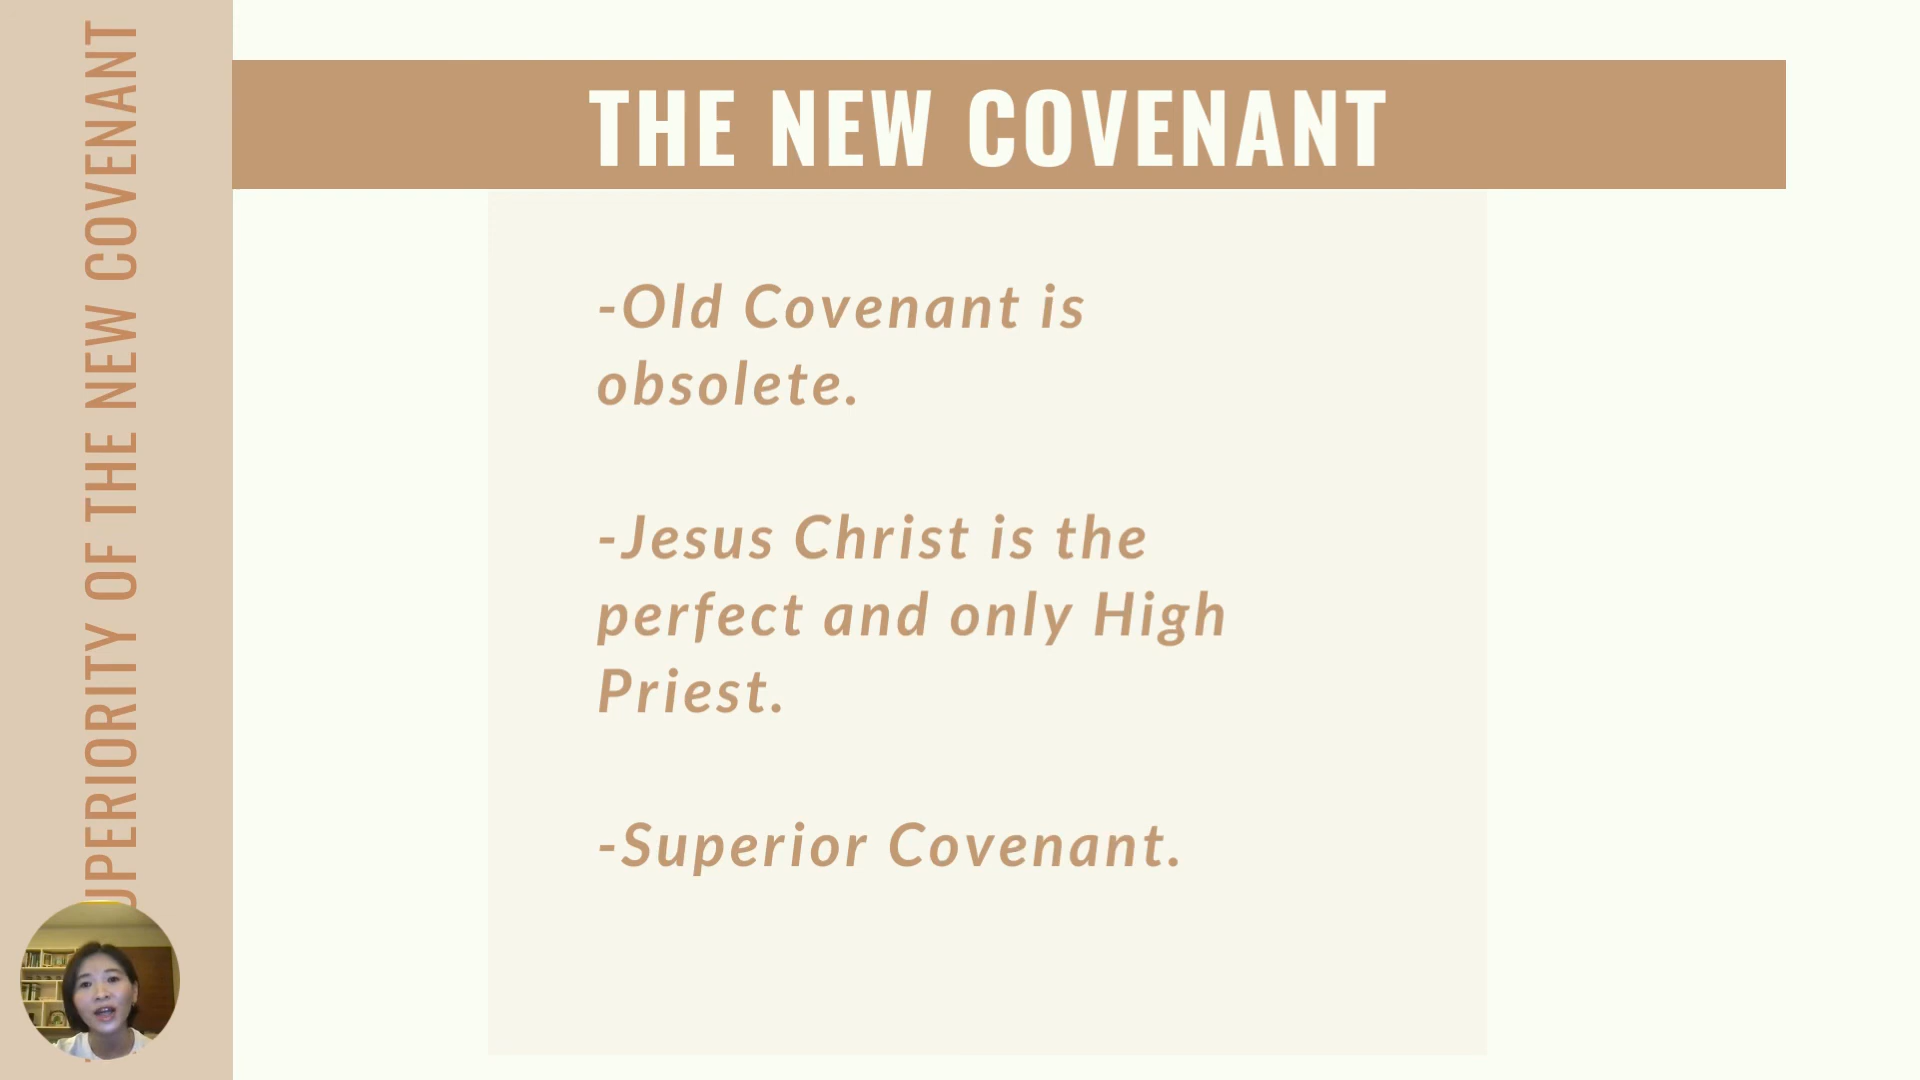 THE NEW COVENANT
-Old Covenant is
obsolete.
-Jesus Christ is the
perfect and only High
Priest.
-Superior Covenant.
UPERIORITY OF THE NEW COVENANT